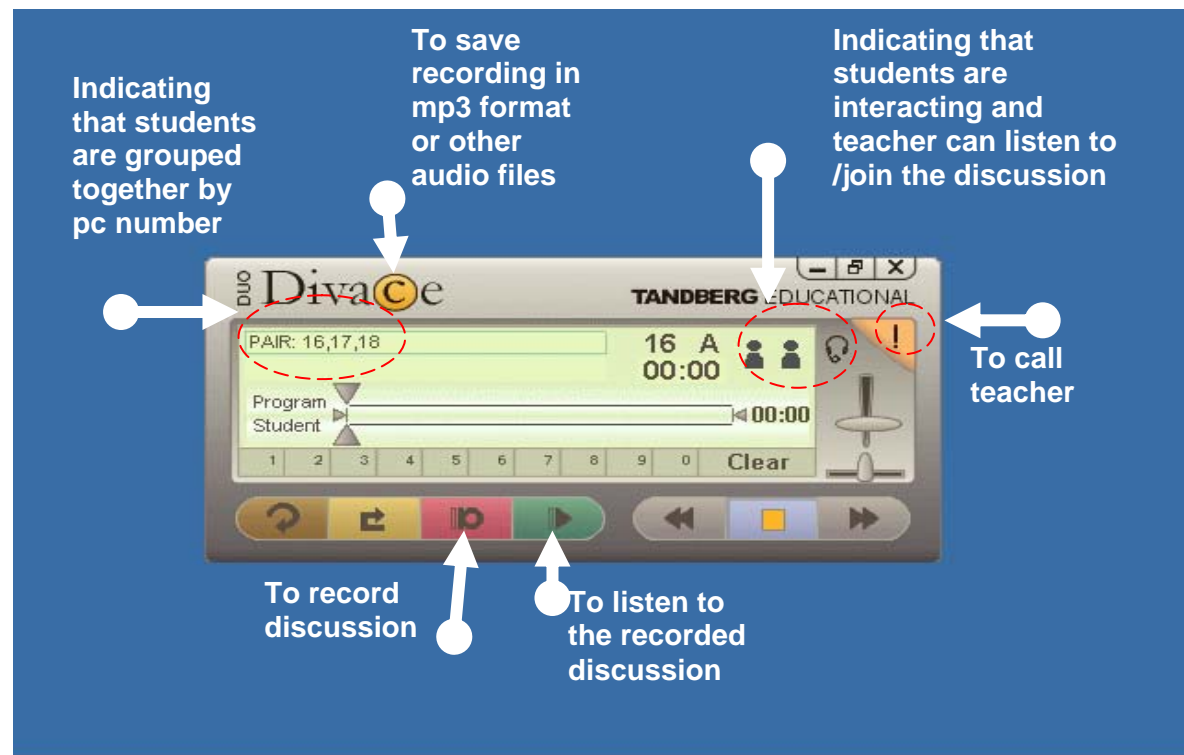 Indicating
that students
are grouped
together by
pc number
To save
recording in
mp3 format
or other
audio files
Indicating that
students are
interacting and
teacher can listen to
/join the discussion
DUO Divace
TANDBERG EDUCATIONAL
PAIR: 16,17,18
16 A
00:00
!
To call
teacher
Program
Student
00:00
1 2 3 4 5 6 7 8 9 0 Clear
To record
discussion
To listen to
the recorded
discussion